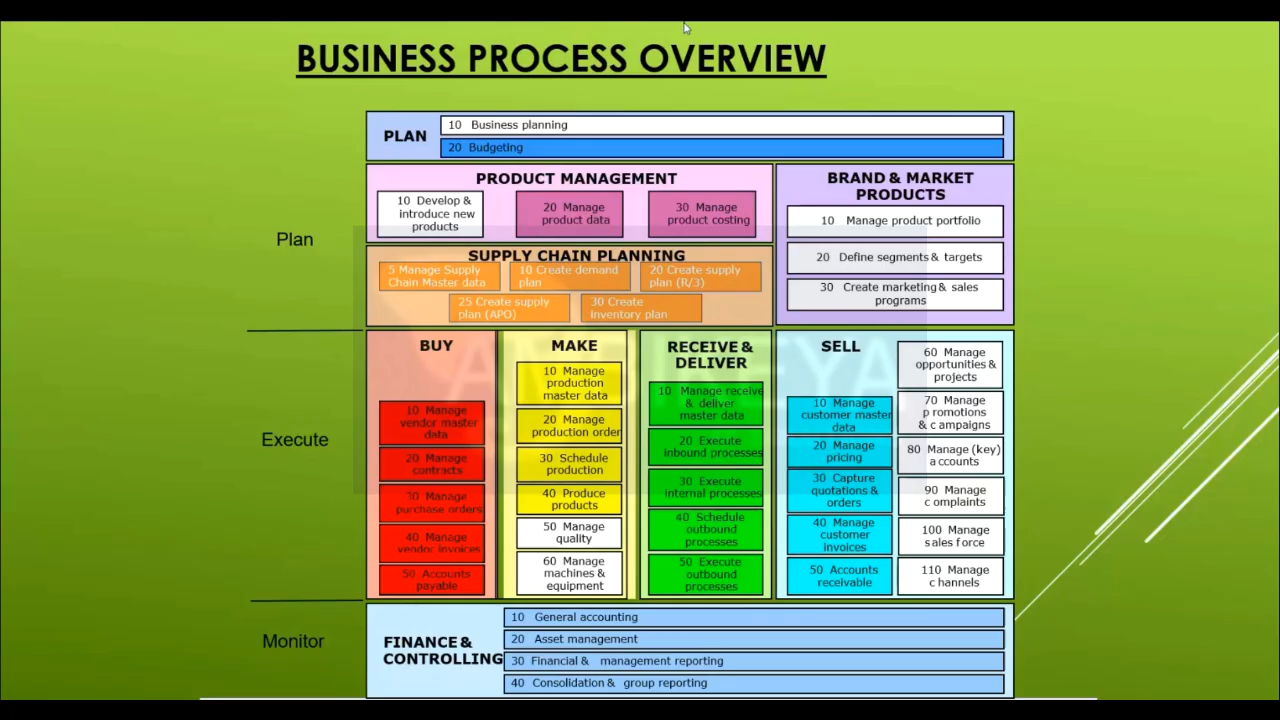 BUSINESS PROCESS OVERVIEW
PLAN
10 Business planning
20 Budgeting
Plan
PRODUCT MANAGEMENT
10 Develop &
introduce new
products
20 Manage
product data
30 Manage
product costing
BRAND & MARKET
PRODUCTS
10 Manage product portfolio
20 Define segments & targets
30 Create marketing & sales
programs
SUPPLY CHAIN PLANNING
5 Manage Supply
Chain Master data
10 Create demand
plan
20 Create supply
plan (R/3)
25 Create supply
plan (APO)
30 Create
inventory plan
Execute
BUY
10 Manage
vendor master
data
20 Manage
contracts
30 Manage
purchase orders
40 Manage
vendor invoices
50 Accounts
payable
MAKE
10 Manage
production
master data
20 Manage
production order
30 Schedule
production
40 Produce
products
50 Manage
quality
60 Manage
machines &
equipment
RECEIVE &
DELIVER
10 Manage receive
& deliver
master data
20 Execute
inbound processes
30 Execute
internal processes
40 Schedule
outbound
processes
50 Execute
outbound
processes
SELL
10 Manage
customer master
data
20 Manage
pricing
30 Capture
quotations &
orders
40 Manage
customer
invoices
50 Accounts
receivable
60 Manage
opportunities &
projects
70 Manage
p romotions
& c ampaigns
80 Manage (key)
a ccounts
90 Manage
c omplaints
100 Manage
s ales f orce
110 Manage
c hannels
Monitor
FINANCE &
CONTROLLING
10 General accounting
20 Asset management
30 Financial & management reporting
40 Consolidation & group reporting